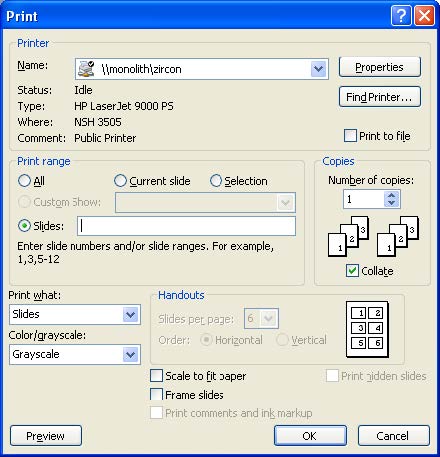 Print
Printer
Name: \\monolith\zircon Properties
Status: Idle
Type: HP LaserJet 9000 PS Find Printer...
Where: NSH 3505
Comment: Public Printer Print to file
Print range
All Current slide Selection
Custom Show:
Slides:
Enter slide numbers and/or slide ranges. For example,
1,3,5-12
Copies
Number of copies:
1
1 1 2 2 3 3
Collate
Print what:
Slides
Color/grayscale:
Grayscale
Handouts
Slides per page: 6
Order: Horizontal Vertical
1 2
3 4
5 6
Scale to fit paper Print hidden slides
Frame slides
Print comments and ink markup
Preview OK Cancel